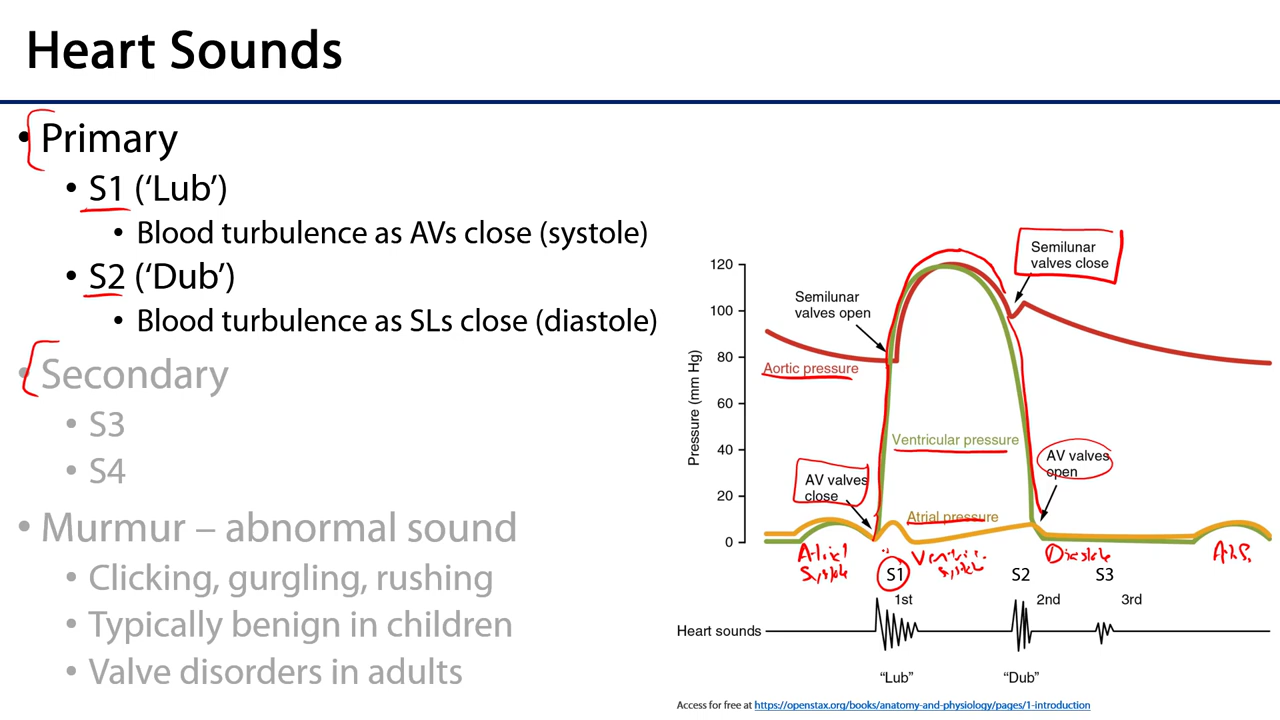 Heart Sounds
• Primary
• S1 (‘Lub’)
• Blood turbulence as AVs close (systole)
• S2 (‘Dub’)
• Blood turbulence as SLs close (diastole)
• Secondary
• S3
• S4
• Murmur – abnormal sound
• Clicking, gurgling, rushing
• Typically benign in children
• Valve disorders in adults
Semilunar
valves close
Semilunar
valves open
120
100
80
60
40
20
0
Pressure (mm Hg)
Aortic pressure
Ventricular pressure
AV valves
close
AV valves
open
Atrial pressure
Atrial
systole
systole
Diastole
S1
S2
S3
1st
2nd
3rd
Heart sounds
“Lub”
“Dub”
Access for free at https://openstax.org/books/anatomy-and-physiology/pages/1-introduction